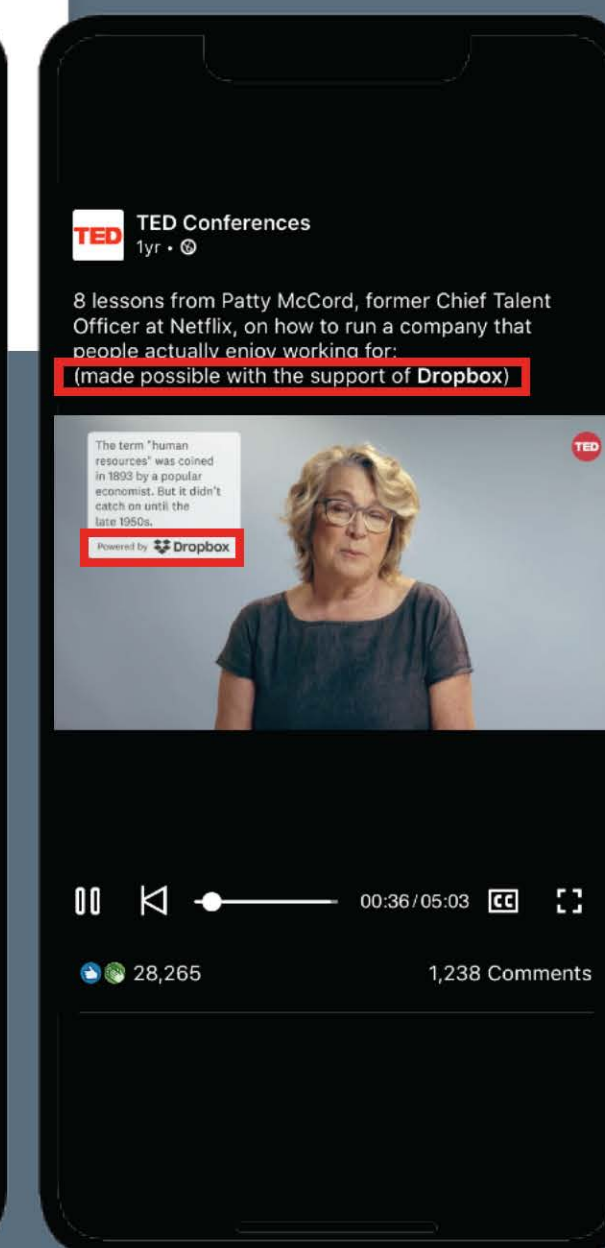 TED
TED Conferences
1yr •
8 lessons from Patty McCord, former Chief Talent
Officer at Netflix, on how to run a company that
people actually enjoy working for:
(made possible with the support of Dropbox)
The term "human
resources" was coined
in 1893 by a popular
economist. But it didn't
catch on until the
late 1950s.
Powered by Dropbox
TED
00:36/05:03 CC
28,265 1,238 Comments